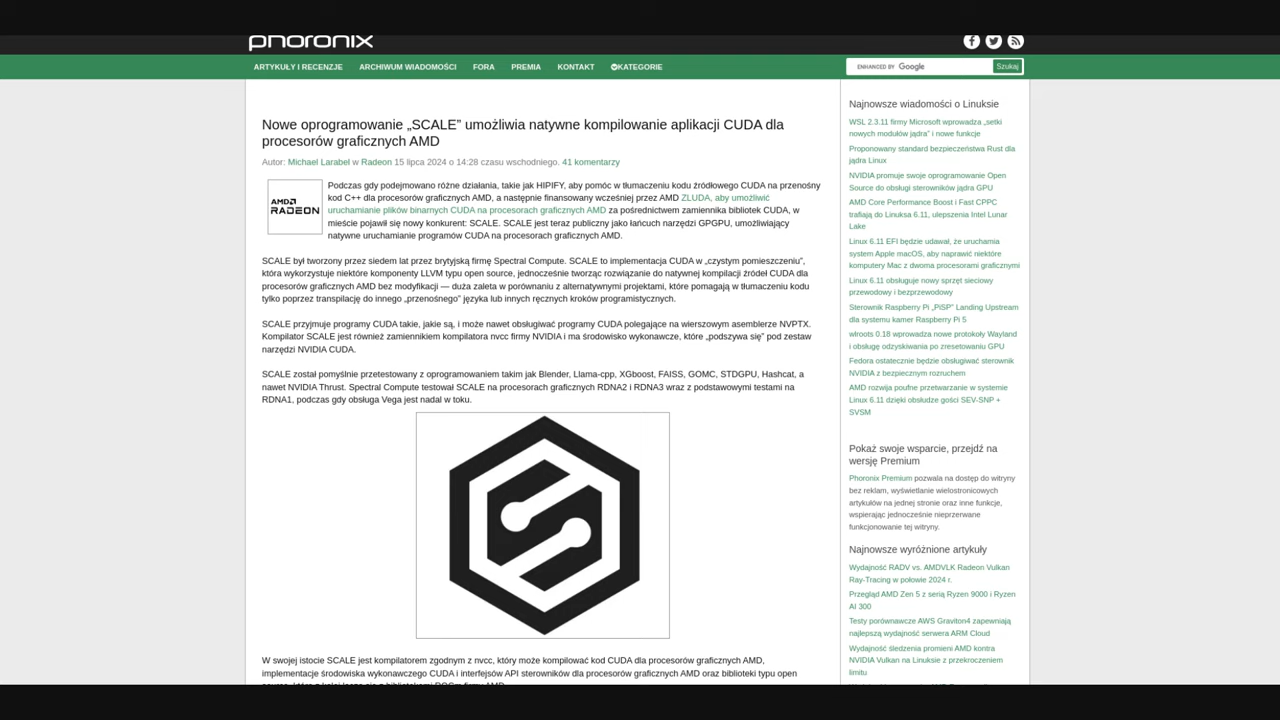 phoronix
ARTYKUŁY I RECENZJE ARCHIWUM WIADOMOŚCI FORA PREMIA KONTAKT KATEGORIE
ENHANCED BY Google Szukaj
Nowe oprogramowanie „SCALE” umożliwia natywne kompilowanie aplikacji CUDA dla
procesorów graficznych AMD
Autor: Michael Larabel w Radeon 15 lipca 2024 o 14:28 czasu wschodniego. 41 komentarzy
AMD
RADEON
Podczas gdy podejmowano różne działania, takie jak HIPIFY, aby pomóc w tłumaczeniu kodu źródłowego CUDA na przenośny
kod C++ dla procesorów graficznych AMD, a następnie finansowany wcześniej przez AMD ZLUDA, aby umożliwić
uruchamianie plików binarnych CUDA na procesorach graficznych AMD za pośrednictwem zamiennika bibliotek CUDA, w
mieście pojawił się nowy konkurent: SCALE. SCALE jest teraz publiczny jako łańcuch narzędzi GPGPU, umożliwiający
natywne uruchamianie programów CUDA na procesorach graficznych AMD.
SCALE był tworzony przez siedem lat przez brytyjską firmę Spectral Compute. SCALE to implementacja CUDA w „czystym pomieszczeniu”,
która wykorzystuje niektóre komponenty LLVM typu open source, jednocześnie tworząc rozwiązanie do natywnej kompilacji źródeł CUDA dla
procesorów graficznych AMD bez modyfikacji — duża zaleta w porównaniu z alternatywnymi projektami, które pomagają w tłumaczeniu kodu
tylko poprzez transpilację do innego „przenośnego” języka lub innych ręcznych kroków programistycznych.
SCALE przyjmuje programy CUDA takie, jakie są, i może nawet obsługiwać programy CUDA polegające na wierszowym asemblerze NVPTX.
Kompilator SCALE jest również zamiennikiem kompilatora nvcc firmy NVIDIA i ma środowisko wykonawcze, które „podszywa się” pod zestaw
narzędzi NVIDIA CUDA.
SCALE został pomyślnie przetestowany z oprogramowaniem takim jak Blender, Llama-cpp, XGboost, FAISS, GOMC, STDGPU, Hashcat, a
nawet NVIDIA Thrust. Spectral Compute testował SCALE na procesorach graficznych RDNA2 i RDNA3 wraz z podstawowymi testami na
RDNA1, podczas gdy obsługa Vega jest nadal w toku.
W swojej istocie SCALE jest kompilatorem zgodnym z nvcc, który może kompilować kod CUDA dla procesorów graficznych AMD,
implementacje środowiska wykonawczego CUDA i interfejsów API sterowników dla procesorów graficznych AMD oraz biblioteki typu open
Najnowsze wiadomości o Linuksie
WSL 2.3.11 firmy Microsoft wprowadza „setki
nowych modułów jądra” i nowe funkcje
Proponowany standard bezpieczeństwa Rust dla
jądra Linux
NVIDIA promuje swoje oprogramowanie Open
Source do obsługi sterowników jądra GPU
AMD Core Performance Boost i Fast CPPC
trafiają do Linuksa 6.11, ulepszenia Intel Lunar
Lake
Linux 6.11 EFI będzie udawał, że uruchamia
system Apple macOS, aby naprawić niektóre
komputery Mac z dwoma procesorami graficznymi
Linux 6.11 obsługuje nowy sprzęt sieciowy
przewodowy i bezprzewodowy
Sterownik Raspberry Pi „PiSP” Landing Upstream
dla systemu kamer Raspberry Pi 5
wlroots 0.18 wprowadza nowe protokoły Wayland
i obsługę odzyskiwania po zresetowaniu GPU
Fedora ostatecznie będzie obsługiwać sterownik
NVIDIA z bezpiecznym rozruchem
AMD rozwija poufne przetwarzanie w systemie
Linux 6.11 dzięki obsłudze gości SEV-SNP +
SVSM
Pokaż swoje wsparcie, przejdź na
wersję Premium
Phoronix Premium pozwala na dostęp do witryny
bez reklam, wyświetlanie wielostronicowych
artykułów na jednej stronie oraz inne funkcje,
wspierając jednocześnie nieprzerwane
funkcjonowanie tej witryny.
Najnowsze wyróżnione artykuły
Wydajność RADV vs. AMDVLK Radeon Vulkan
Ray-Tracing w połowie 2024 r.
Przegląd AMD Zen 5 z serią Ryzen 9000 i Ryzen
AI 300
Testy porównawcze AWS Graviton4 zapewniają
najlepszą wydajność serwera ARM Cloud
Wydajność śledzenia promieni AMD kontra
NVIDIA Vulkan na Linuksie z przekroczeniem
limitu